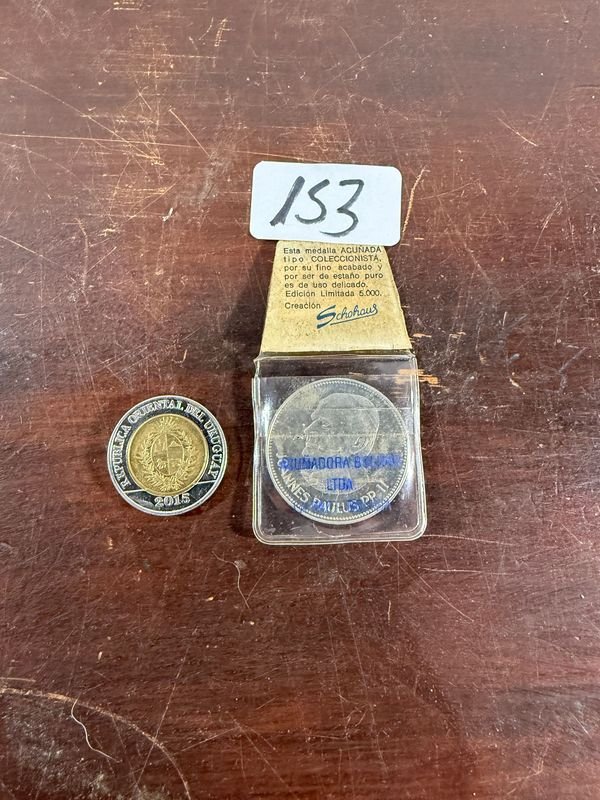 153
Esta medalla ACUÑADA
tipo COLECCIONISTA,
por su fino acabado y
por ser de estaño puro
es de uso delicado.
Edición Limitada 5.000.
Creación
Schohaus
REPUBLICA ORIENTAL DEL URUGUAY
2015
LTDA
PAULUS PP. II